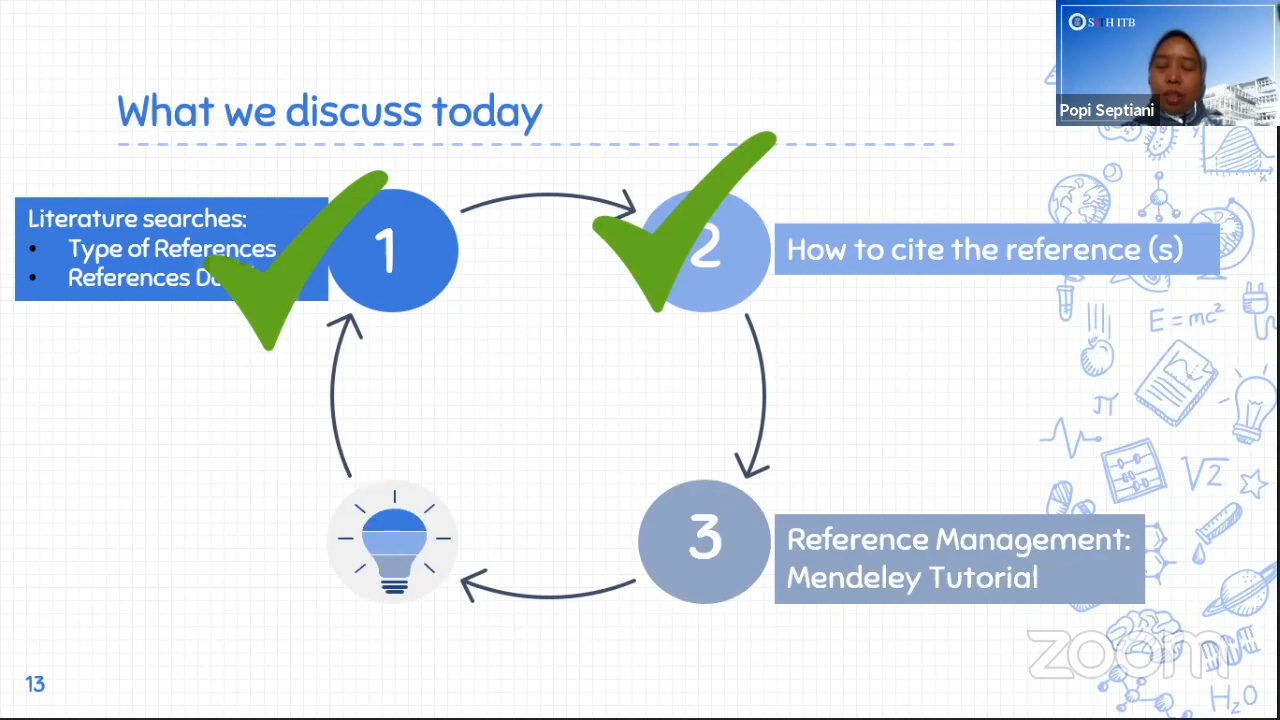 SITH ITB
Popi Septiani
What we discuss today
Literature searches:
• Type of References
• References
1
2
How to cite the reference (s)
E = mc²
π
√2
3
Reference Management:
Mendeley Tutorial
zoom
H₂O
13